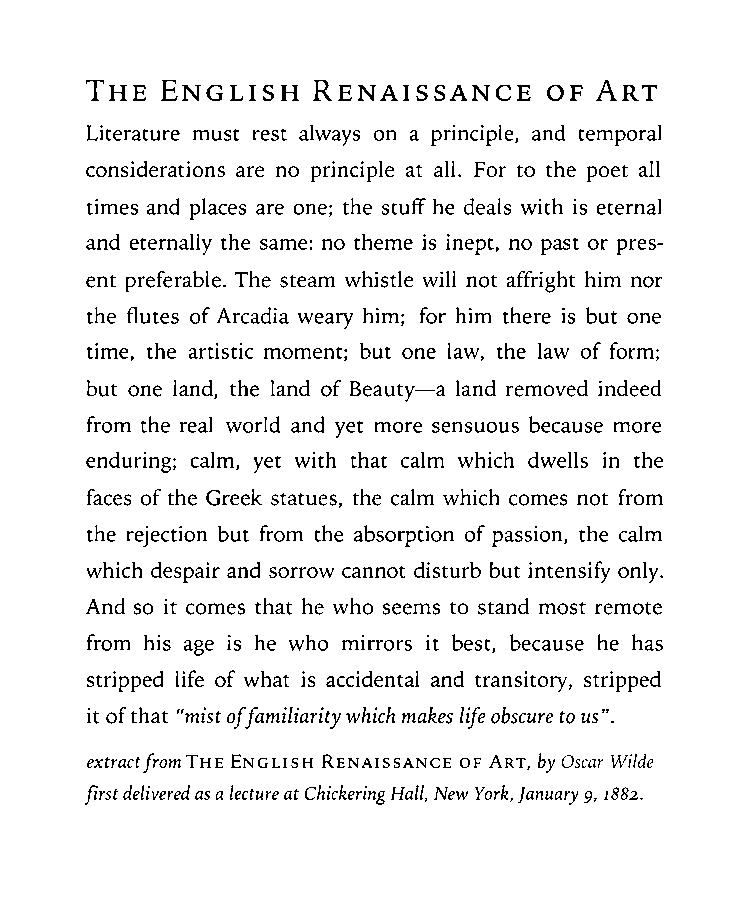 The English Renaissance of Art
Literature must rest always on a principle, and temporal
considerations are no principle at all. For to the poet all
times and places are one; the stuff he deals with is eternal
and eternally the same: no theme is inept, no past or pres-
ent preferable. The steam whistle will not affright him nor
the flutes of Arcadia weary him; for him there is but one
time, the artistic moment; but one law, the law of form;
but one land, the land of Beauty—a land removed indeed
from the real world and yet more sensuous because more
enduring; calm, yet with that calm which dwells in the
faces of the Greek statues, the calm which comes not from
the rejection but from the absorption of passion, the calm
which despair and sorrow cannot disturb but intensify only.
And so it comes that he who seems to stand most remote
from his age is he who mirrors it best, because he has
stripped life of what is accidental and transitory, stripped
it of that “mist of familiarity which makes life obscure to us”.
extract from The English Renaissance of Art, by Oscar Wilde
first delivered as a lecture at Chickering Hall, New York, January 9, 1882.